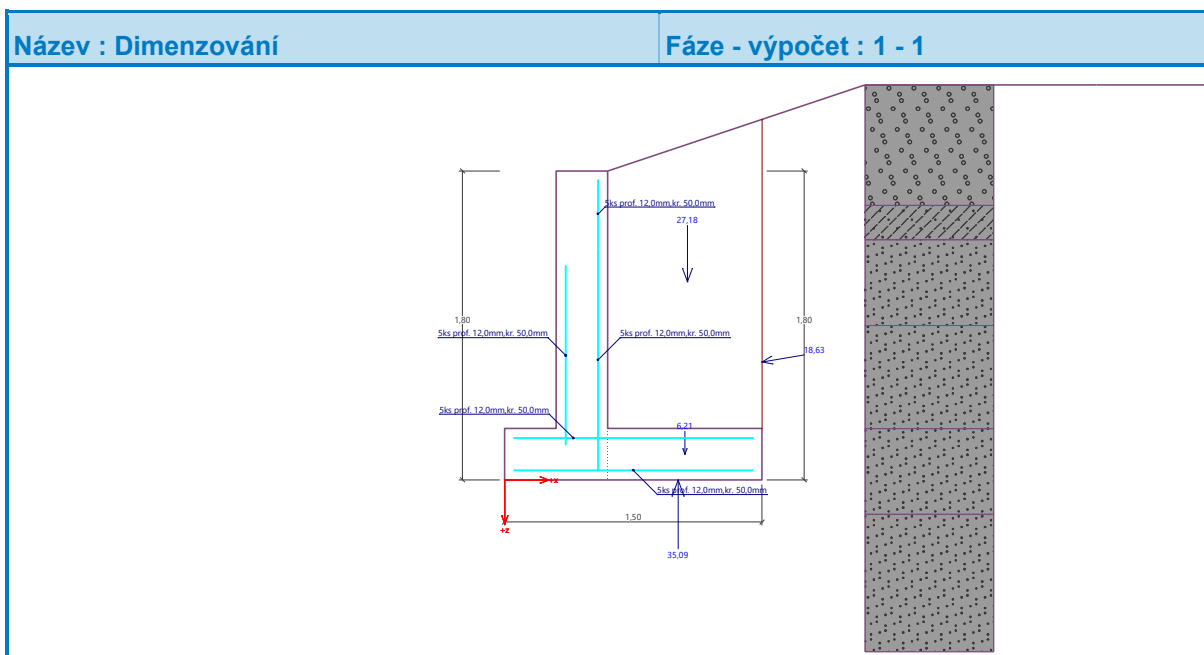 Název : Dimenzování
Fáze - výpočet : 1 - 1
5ks prof. 12,0mm,kr. 50,0mm
27,18
1,80
1,80
5ks prof. 12,0mm,kr. 50,0mm
5ks prof. 12,0mm,kr. 50,0mm
18,63
5ks prof. 12,0mm,kr. 50,0mm
6,21
+x
5ks prof. 12,0mm,kr. 50,0mm
1,50
+z
35,09